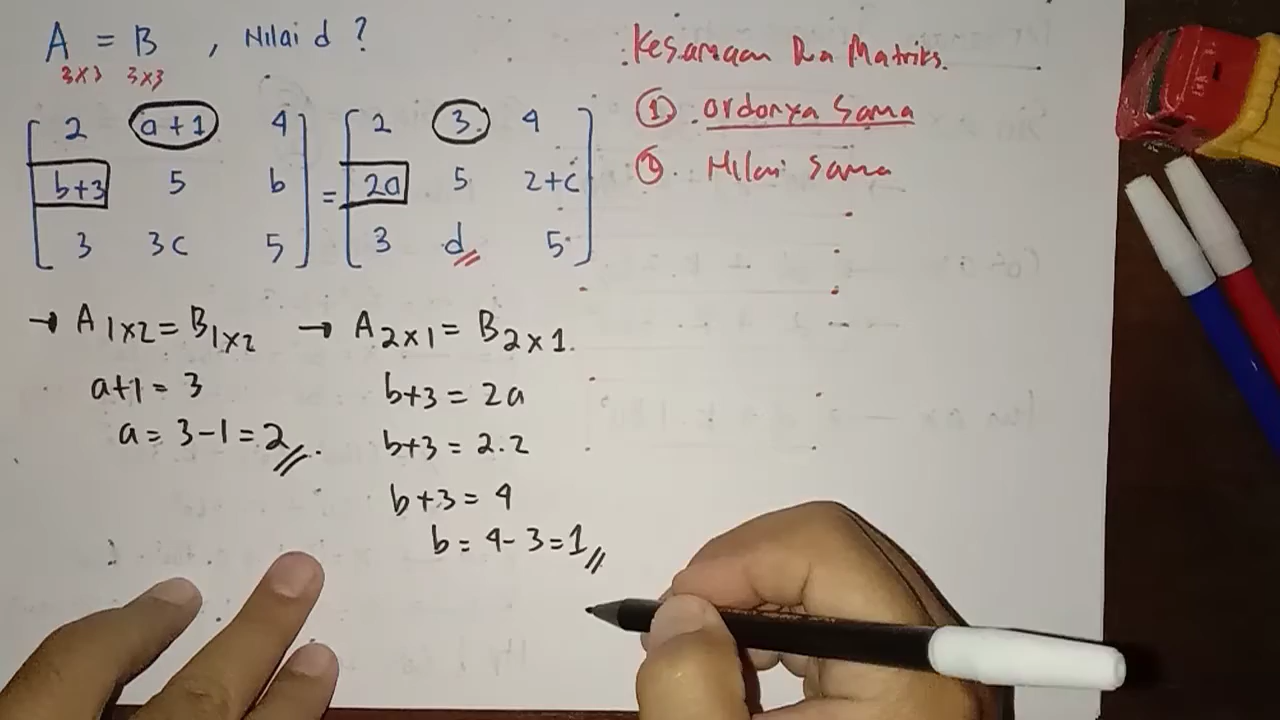 A = B , Nilai d ?
3x3 3x3
[ 2 a+1 4 ] [ 2 3 4 ]
[ b+3 5 b ] = [ 2a 5 2+c ]
[ 3 3c 5 ] [ 3 d 5 ]
→ A1x2 = B1x2
a+1 = 3
a = 3-1 = 2
→ A2x1 = B2x1
b+3 = 2a
b+3 = 2.2
b+3 = 4
b = 4-3 = 1
Kesamaan Matriks.
① ordonya sama
②. Nilai sama